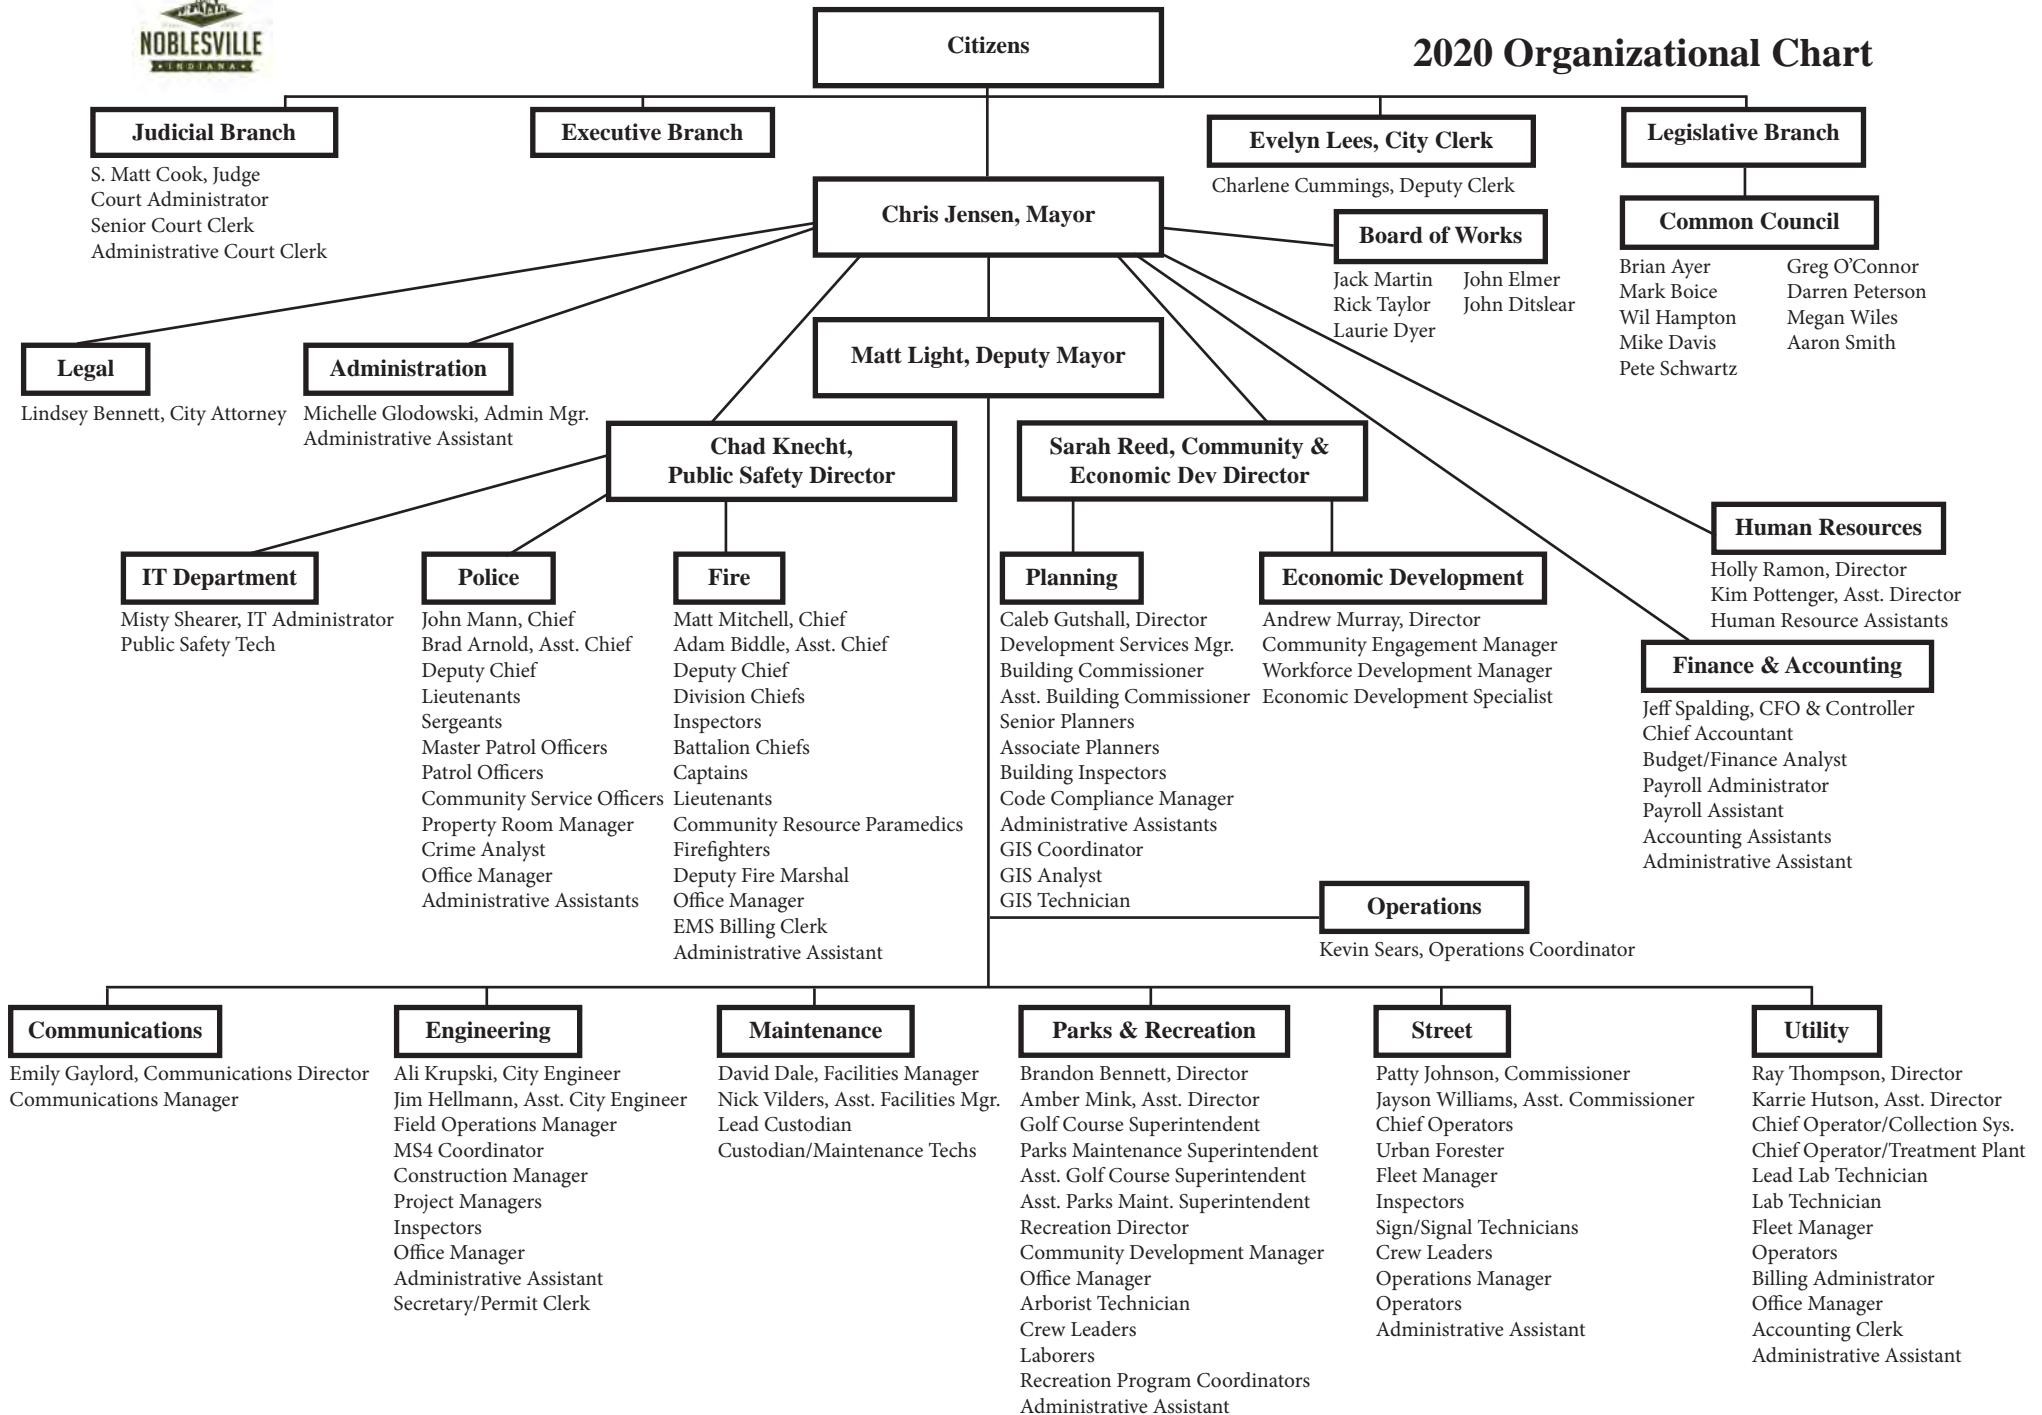 NOBLESVILLE
• INDIANA •
2020 Organizational Chart
Citizens
Judicial Branch
S. Matt Cook, Judge
Court Administrator
Senior Court Clerk
Administrative Court Clerk
Executive Branch
Evelyn Lees, City Clerk
Charlene Cummings, Deputy Clerk
Legislative Branch
Common Council
Brian Ayer
Mark Boice
Wil Hampton
Mike Davis
Pete Schwartz
Greg O’Connor
Darren Peterson
Megan Wiles
Aaron Smith
Chris Jensen, Mayor
Board of Works
Jack Martin
Rick Taylor
Laurie Dyer
John Elmer
John Ditslear
Legal
Lindsey Bennett, City Attorney
Administration
Michelle Glodowski, Admin Mgr.
Administrative Assistant
Matt Light, Deputy Mayor
Chad Knecht,
Public Safety Director
Sarah Reed, Community &
Economic Dev Director
Human Resources
Holly Ramon, Director
Kim Pottenger, Asst. Director
Human Resource Assistants
IT Department
Misty Shearer, IT Administrator
Public Safety Tech
Police
John Mann, Chief
Brad Arnold, Asst. Chief
Deputy Chief
Lieutenants
Sergeants
Master Patrol Officers
Patrol Officers
Community Service Officers
Property Room Manager
Crime Analyst
Office Manager
Administrative Assistants
Fire
Matt Mitchell, Chief
Adam Biddle, Asst. Chief
Deputy Chief
Division Chiefs
Inspectors
Battalion Chiefs
Captains
Lieutenants
Community Resource Paramedics
Firefighters
Deputy Fire Marshal
Office Manager
EMS Billing Clerk
Administrative Assistant
Planning
Caleb Gutshall, Director
Development Services Mgr.
Building Commissioner
Asst. Building Commissioner
Senior Planners
Associate Planners
Building Inspectors
Code Compliance Manager
Administrative Assistants
GIS Coordinator
GIS Analyst
GIS Technician
Economic Development
Andrew Murray, Director
Community Engagement Manager
Workforce Development Manager
Economic Development Specialist
Finance & Accounting
Jeff Spalding, CFO & Controller
Chief Accountant
Budget/Finance Analyst
Payroll Administrator
Payroll Assistant
Accounting Assistants
Administrative Assistant
Operations
Kevin Sears, Operations Coordinator
Communications
Emily Gaylord, Communications Director
Communications Manager
Engineering
Ali Krupski, City Engineer
Jim Hellmann, Asst. City Engineer
Field Operations Manager
MS4 Coordinator
Construction Manager
Project Managers
Inspectors
Office Manager
Administrative Assistant
Secretary/Permit Clerk
Maintenance
David Dale, Facilities Manager
Nick Vilders, Asst. Facilities Mgr.
Lead Custodian
Custodian/Maintenance Techs
Parks & Recreation
Brandon Bennett, Director
Amber Mink, Asst. Director
Golf Course Superintendent
Parks Maintenance Superintendent
Asst. Golf Course Superintendent
Asst. Parks Maint. Superintendent
Recreation Director
Community Development Manager
Office Manager
Arborist Technician
Crew Leaders
Laborers
Recreation Program Coordinators
Administrative Assistant
Street
Patty Johnson, Commissioner
Jayson Williams, Asst. Commissioner
Chief Operators
Urban Forester
Fleet Manager
Inspectors
Sign/Signal Technicians
Crew Leaders
Operations Manager
Operators
Administrative Assistant
Utility
Ray Thompson, Director
Karrie Hutson, Asst. Director
Chief Operator/Collection Sys.
Chief Operator/Treatment Plant
Lead Lab Technician
Lab Technician
Fleet Manager
Operators
Billing Administrator
Office Manager
Accounting Clerk
Administrative Assistant